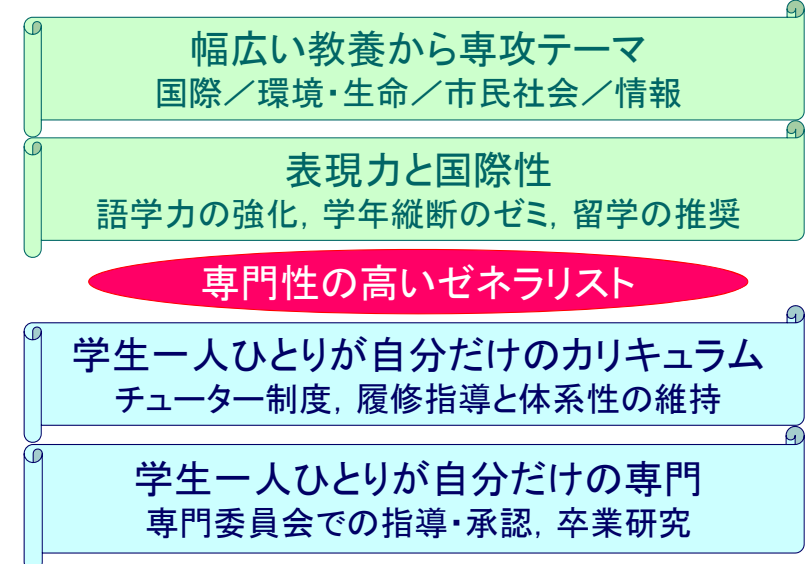 幅広い教養から専攻テーマ
国際／環境・生命／市民社会／情報
表現力と国際性
語学力の強化，学年縦断のゼミ，留学の推奨
専門性の高いゼネラリスト
学生一人ひとりが自分だけのカリキュラム
チューター制度，履修指導と体系性の維持
学生一人ひとりが自分だけの専門
専門委員会での指導・承認，卒業研究